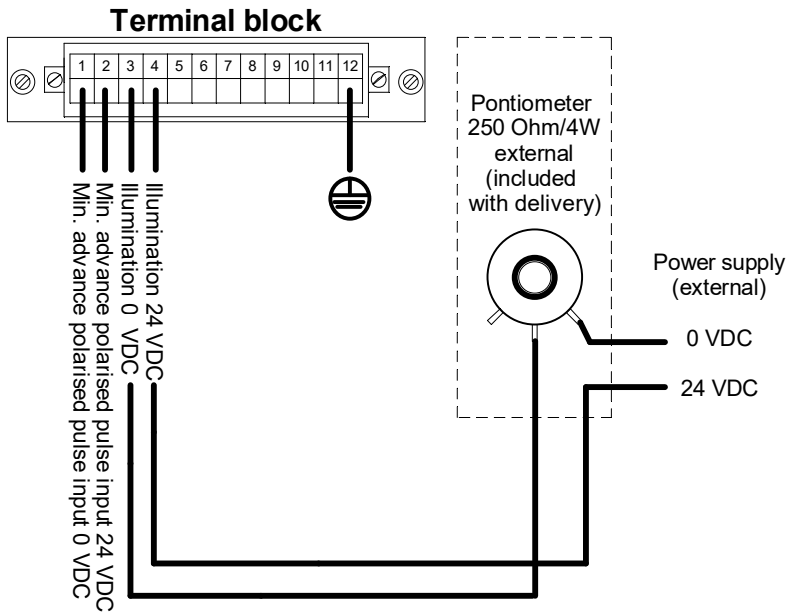 Terminal block
1 2 3 4 5 6 7 8 9 10 11 12
Min. advance polarised pulse input 0 VDC
Min. advance polarised pulse input 24 VDC
Illumination 0 VDC
Illumination 24 VDC
Pontiometer
250 Ohm/4W
external
(included
with delivery)
Power supply
(external)
0 VDC
24 VDC